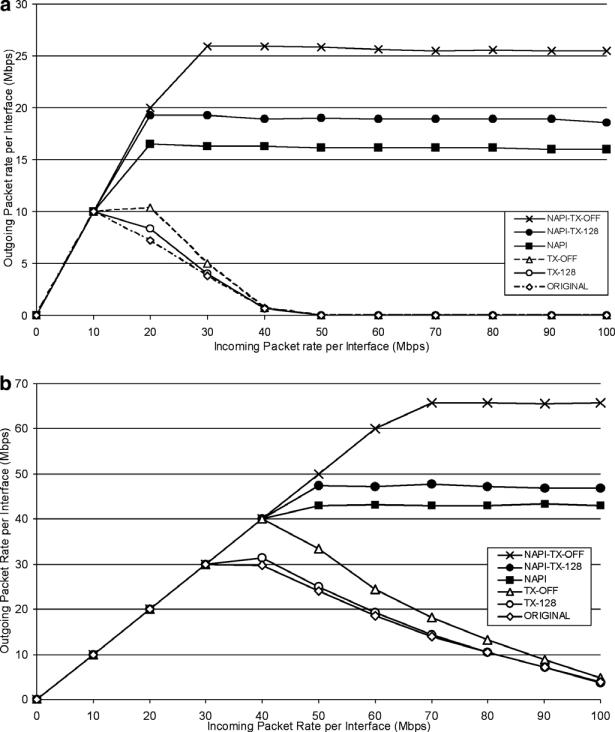 a
30
25
20
15
10
5
0
Outgoing Packet rate per Interface (Mbps)
NAPI-TX-OFF
NAPI-TX-128
NAPI
TX-OFF
TX-128
ORIGINAL
0 10 20 30 40 50 60 70 80 90 100
Incoming Packet rate per Interface (Mbps)
b
70
60
50
40
30
20
10
0
Outgoing Packet Rate per Interface (Mbps)
NAPI-TX-OFF
NAPI-TX-128
NAPI
TX-OFF
TX-128
ORIGINAL
0 10 20 30 40 50 60 70 80 90 100
Incoming Packet Rate per Interface (Mbps)